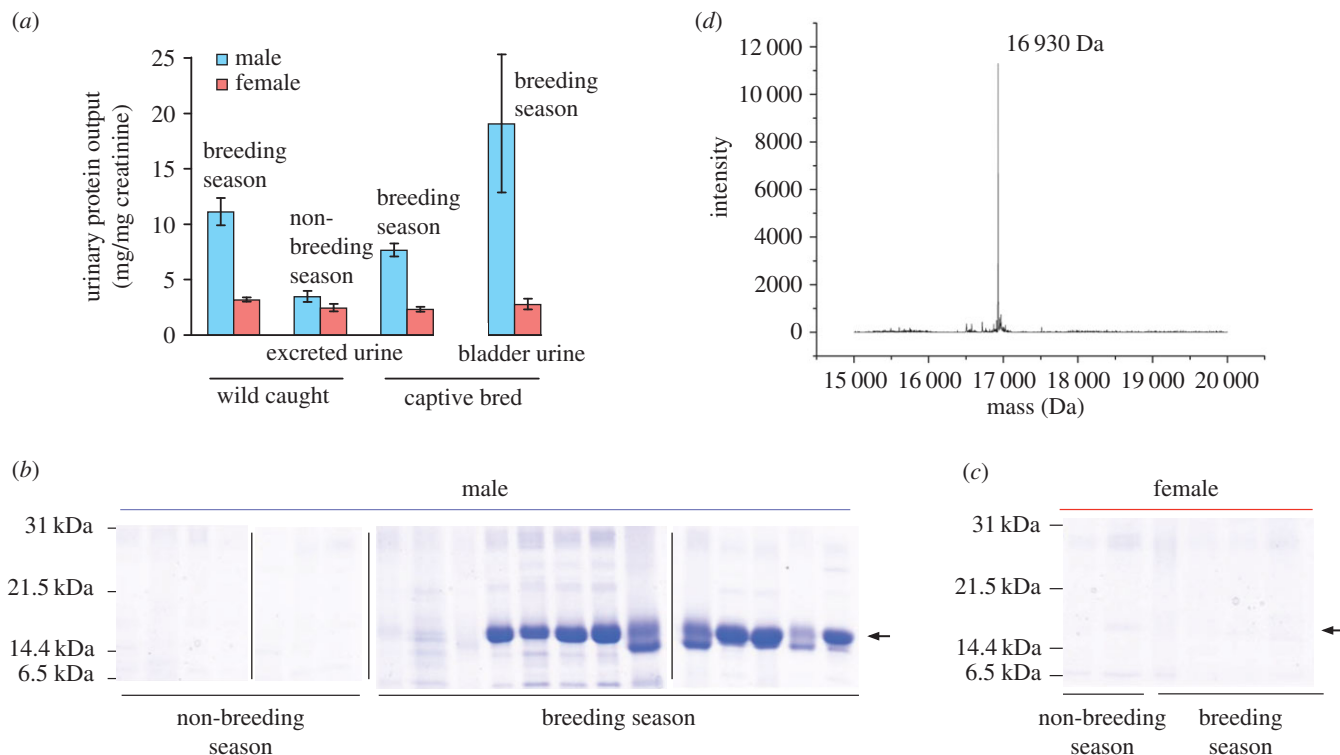 (a)
urinary protein output
(mg/mg creatinine)
25
20
15
10
5
0
male
female
breeding
season
non-
breeding
season
breeding
season
breeding
season
excreted urine
bladder urine
wild caught
captive bred
(d)
16 930 Da
intensity
12 000
10 000
8000
6000
4000
2000
0
15 000 16 000 17 000 18 000 19 000 20 000
mass (Da)
(b)
male
31 kDa
21.5 kDa
14.4 kDa
6.5 kDa
non-breeding
season
breeding season
(c)
female
31 kDa
21.5 kDa
14.4 kDa
6.5 kDa
non-breeding
season
breeding
season